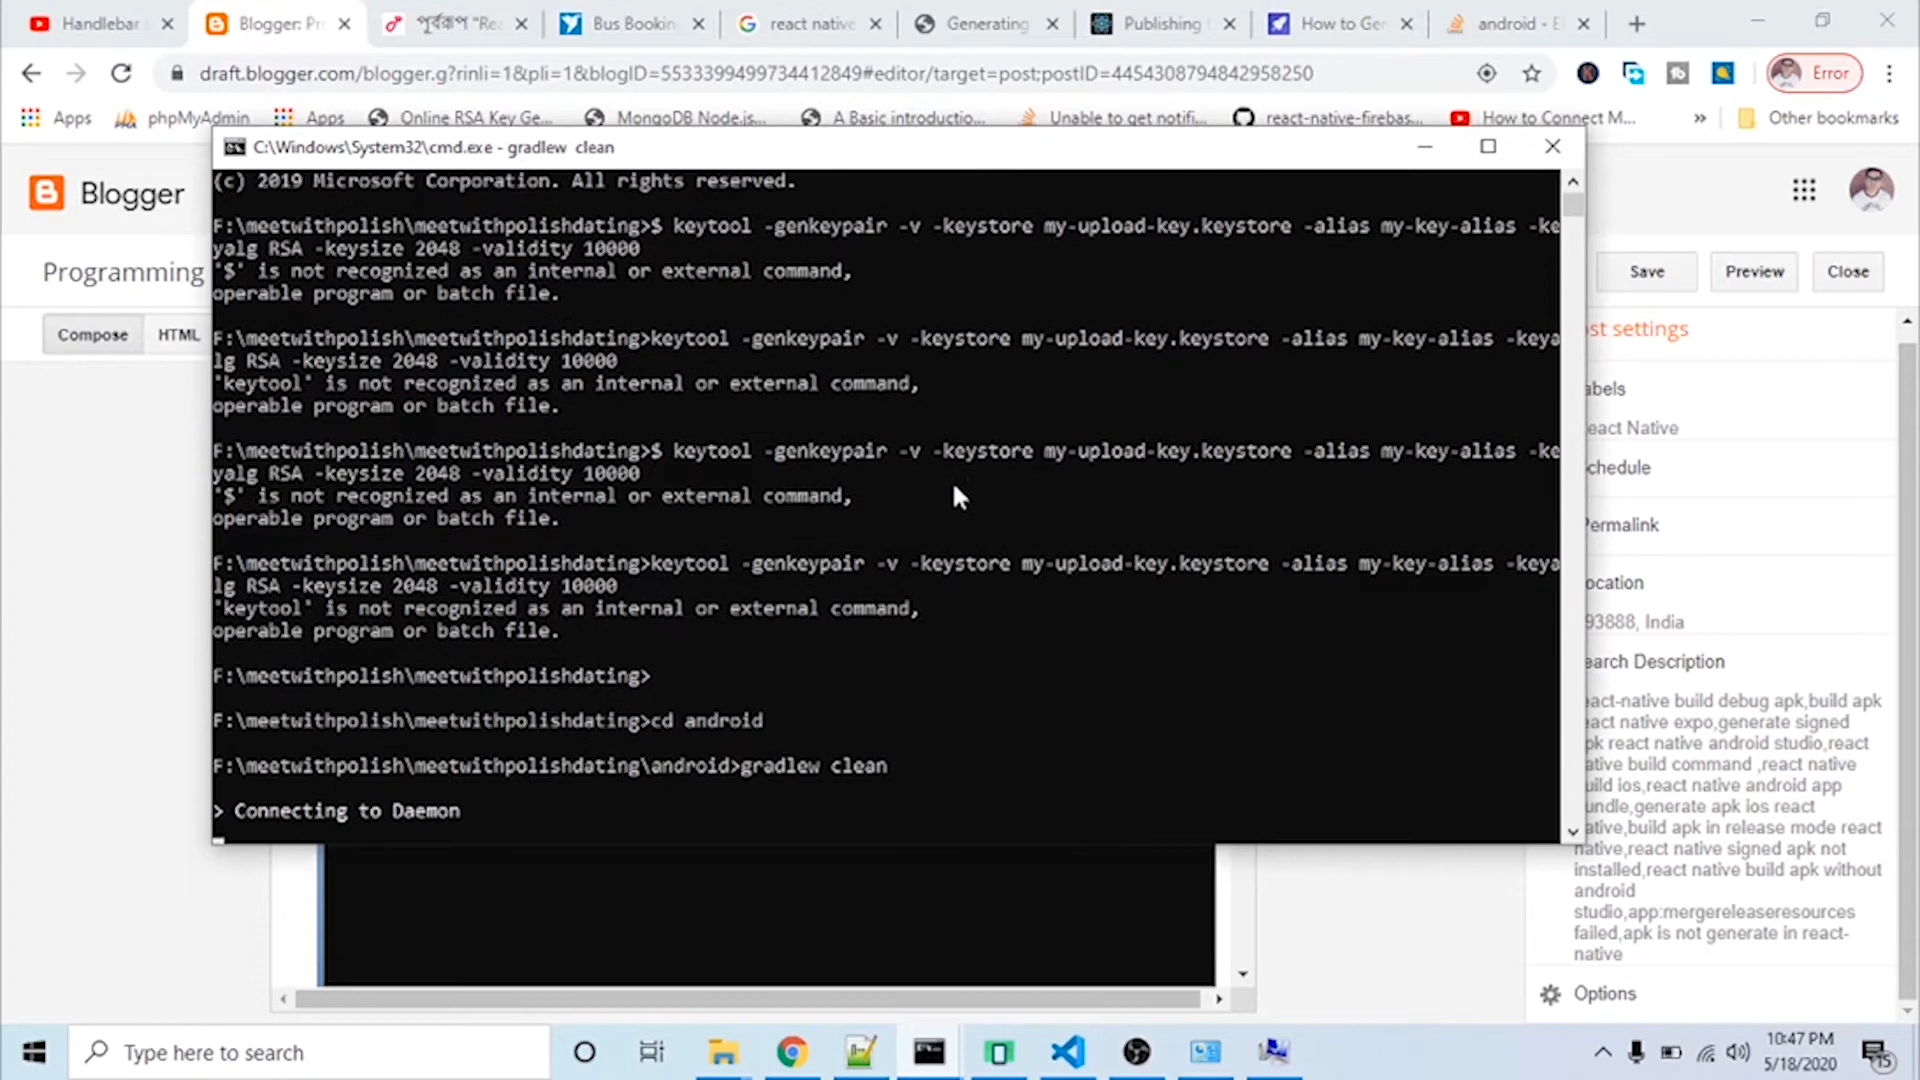 Handlebar
Blogger: Pr
পূর্বরূপ "Rea
Bus Bookin
react native
Generating
Publishing
How to Ger
android - E
draft.blogger.com/blogger.g?rinli=1&pli=1&blogID=5533399499734412849#editor/target=post;postID=4454308794842958250
Error
Apps
phpMyAdmin
Apps
Online RSA Key Ge...
MongoDB Node.js...
A Basic introductio...
Unable to get notifi...
react-native-firebas...
How to Connect M...
»
Other bookmarks
C:\Windows\System32\cmd.exe - gradlew clean
Blogger
Programming
Save
Preview
Close
Compose
HTML
(c) 2019 Microsoft Corporation. All rights reserved.
F:\meetwithpolish\meetwithpolishdating>$ keytool -genkeypair -v -keystore my-upload-key.keystore -alias my-key-alias -ke
yalg RSA -keysize 2048 -validity 10000
'$' is not recognized as an internal or external command,
operable program or batch file.
F:\meetwithpolish\meetwithpolishdating>keytool -genkeypair -v -keystore my-upload-key.keystore -alias my-key-alias -keya
lg RSA -keysize 2048 -validity 10000
'keytool' is not recognized as an internal or external command,
operable program or batch file.
F:\meetwithpolish\meetwithpolishdating>$ keytool -genkeypair -v -keystore my-upload-key.keystore -alias my-key-alias -ke
yalg RSA -keysize 2048 -validity 10000
'$' is not recognized as an internal or external command,
operable program or batch file.
F:\meetwithpolish\meetwithpolishdating>keytool -genkeypair -v -keystore my-upload-key.keystore -alias my-key-alias -keya
lg RSA -keysize 2048 -validity 10000
'keytool' is not recognized as an internal or external command,
operable program or batch file.
F:\meetwithpolish\meetwithpolishdating>
F:\meetwithpolish\meetwithpolishdating>cd android
F:\meetwithpolish\meetwithpolishdating\android>gradlew clean
> Connecting to Daemon
st settings
abels
eact Native
chedule
Permalink
ocation
93888, India
earch Description
eact-native build debug apk,build apk
eact native expo,generate signed
pk react native android studio,react
ative build command ,react native
uild ios,react native android app
undle,generate apk ios react
ative,build apk in release mode react
native,react native signed apk not
installed,react native build apk without
android
studio,app:mergereleaseresources
failed,apk is not generate in react-
native
Options
Type here to search
10:47 PM
5/18/2020
15